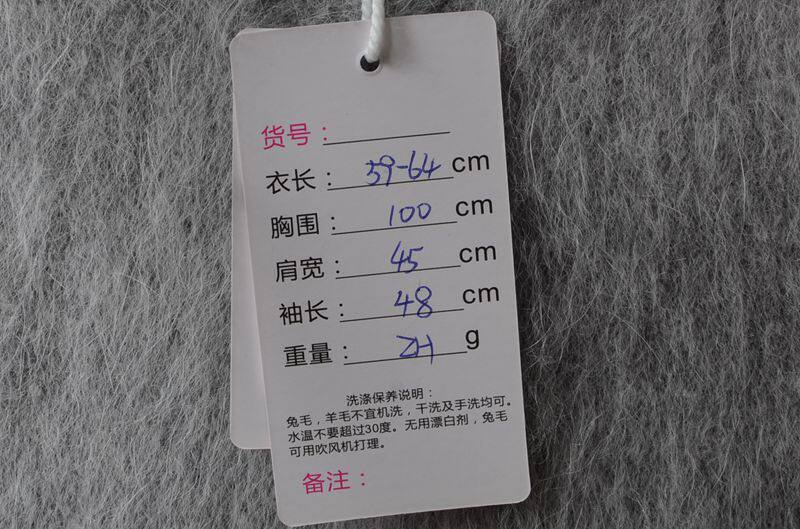 货号：
衣长： 59-64 cm
胸围： 100 cm
肩宽： 45 cm
袖长： 48 cm
重量： g
洗涤保养说明：
兔毛，羊毛不宜机洗，干洗及手洗均可。
水温不要超过30度。无用漂白剂，兔毛
可用吹风机打理。
备注：